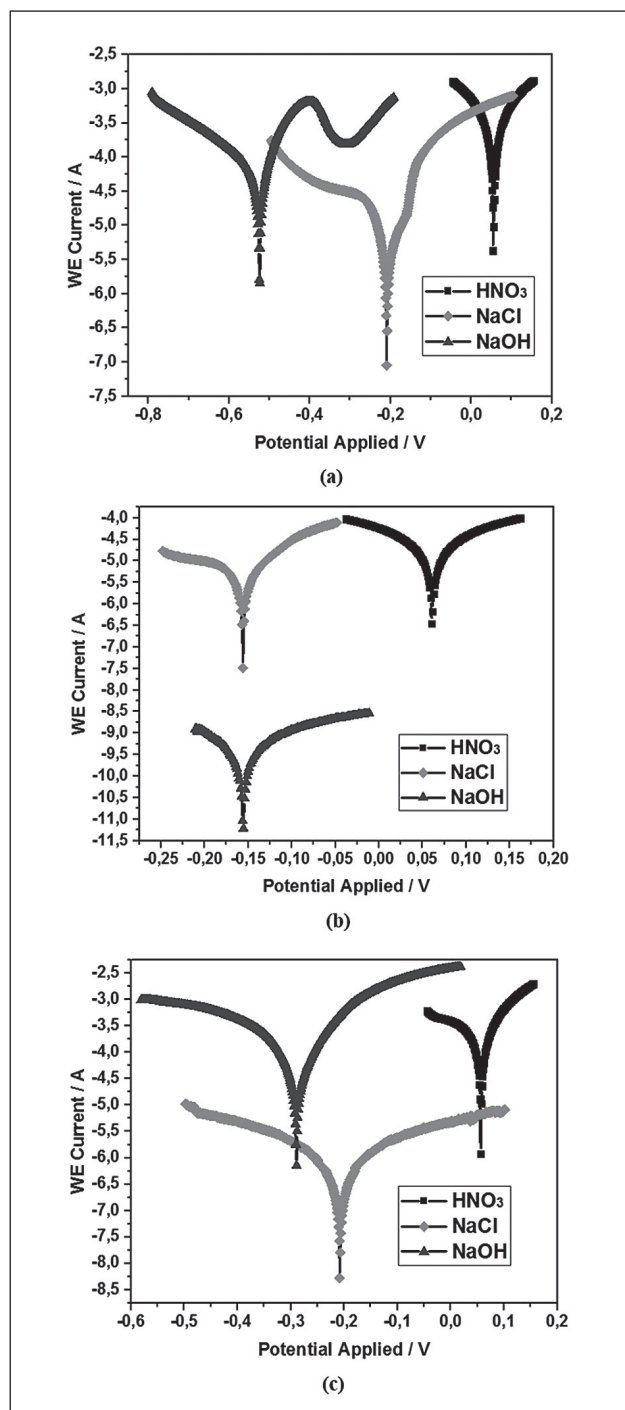 -2,5
-3,0
-3,5
-4,0
-4,5
-5,0
-5,5
-6,0
-6,5
-7,0
-7,5
WE Current / A
HNO3
NaCl
NaOH
-0,8 -0,6 -0,4 -0,2 0,0 0,2
Potential Applied / V
(a)
-4,0
-4,5
-5,0
-5,5
-6,0
-6,5
-7,0
-7,5
-8,0
-8,5
-9,0
-9,5
-10,0
-10,5
-11,0
-11,5
WE Current / A
HNO3
NaCl
NaOH
-0,25 -0,20 -0,15 -0,10 -0,05 0,00 0,05 0,10 0,15 0,20
Potential Applied / V
(b)
-2,5
-3,0
-3,5
-4,0
-4,5
-5,0
-5,5
-6,0
-6,5
-7,0
-7,5
-8,0
-8,5
WE Current / A
HNO3
NaCl
NaOH
-0,6 -0,5 -0,4 -0,3 -0,2 -0,1 0,0 0,1 0,2
Potential Applied / V
(c)